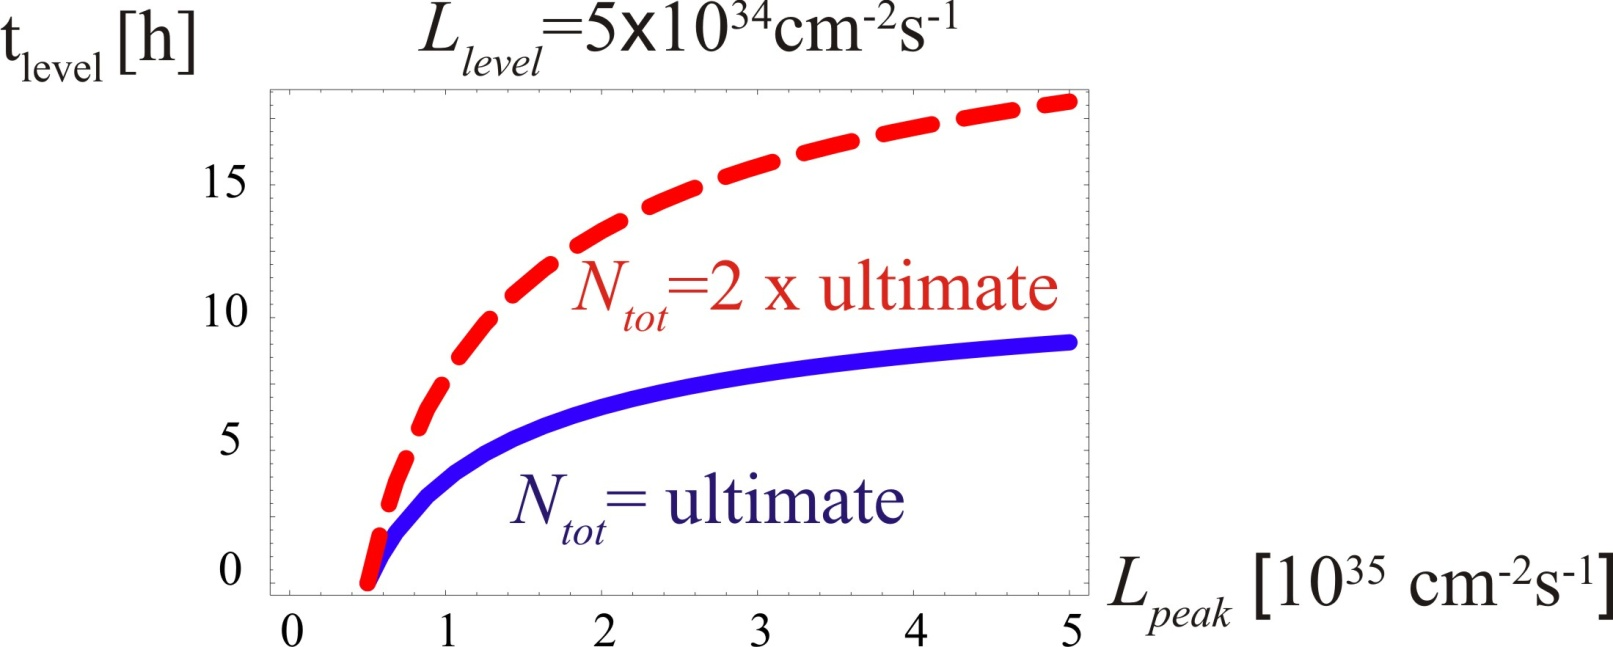 t_level [h]
L_level=5x10^34cm^-2s^-1
15
10
5
0
N_tot=2 x ultimate
N_tot= ultimate
L_peak [10^35 cm^-2s^-1]
0 1 2 3 4 5